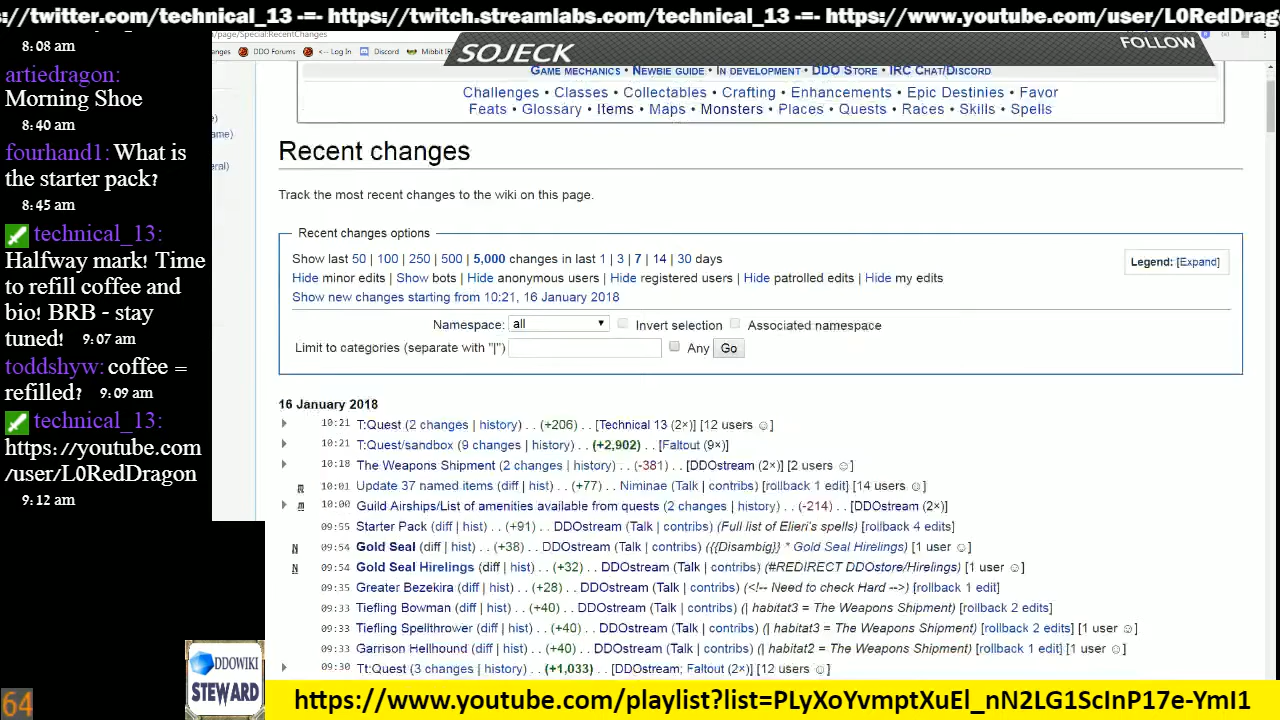 s://twitter.com/technical_13 -=- https://twitch.streamlabs.com/technical_13 -=- https://www.youtube.com/user/L0RedDrag
8:08 am
artiedragon:
Morning Shoe
8:40 am
fourhand1: What is
the starter pack?
8:45 am
technical_13:
Halfway mark! Time
to refill coffee and
bio! BRB - stay
tuned! 9:07 am
toddshyw: coffee =
refilled? 9:09 am
technical_13:
https://youtube.com
/user/L0RedDragon
9:12 am
/page/Special:RecentChanges
nges DDO Forums <-- Log In Discord Mibbit
SOJECK
FOLLOW
Game mechanics • Newbie guide • In development • DDO Store • IRC Chat/Discord
Challenges • Classes • Collectables • Crafting • Enhancements • Epic Destinies • Favor
Feats • Glossary • Items • Maps • Monsters • Places • Quests • Races • Skills • Spells
Recent changes
Track the most recent changes to the wiki on this page.
Recent changes options
Show last 50 | 100 | 250 | 500 | 5,000 changes in last 1 | 3 | 7 | 14 | 30 days
Legend: [Expand]
Hide minor edits | Show bots | Hide anonymous users | Hide registered users | Hide patrolled edits | Hide my edits
Show new changes starting from 10:21, 16 January 2018
Namespace: all Invert selection Associated namespace
Limit to categories (separate with "|") Any Go
16 January 2018
10:21 T:Quest (2 changes | history) . . (+206) . . [Technical 13 (2×)] [12 users ☺]
10:21 T:Quest/sandbox (9 changes | history) . . (+2,902) . . [Faltout (9×)]
10:18 The Weapons Shipment (2 changes | history) . . (-381) . . [DDOstream (2×)] [2 users ☺]
10:01 Update 37 named items (diff | hist) . . (+77) . . Niminae (Talk | contribs) [rollback 1 edit] [14 users ☺]
m 10:00 Guild Airships/List of amenities available from quests (2 changes | history) . . (-214) . . [DDOstream (2×)]
09:55 Starter Pack (diff | hist) . . (+91) . . DDOstream (Talk | contribs) (Full list of Elieri's spells) [rollback 4 edits]
N 09:54 Gold Seal (diff | hist) . . (+38) . . DDOstream (Talk | contribs) ({{Disambig}} * Gold Seal Hirelings) [1 user ☺]
N 09:54 Gold Seal Hirelings (diff | hist) . . (+32) . . DDOstream (Talk | contribs) (#REDIRECT DDOstore/Hirelings) [1 user ☺]
09:35 Greater Bezekira (diff | hist) . . (+28) . . DDOstream (Talk | contribs) (<!-- Need to check Hard -->) [rollback 1 edit]
09:33 Tiefling Bowman (diff | hist) . . (+40) . . DDOstream (Talk | contribs) (| habitat3 = The Weapons Shipment) [rollback 2 edits]
09:33 Tiefling Spellthrower (diff | hist) . . (+40) . . DDOstream (Talk | contribs) (| habitat3 = The Weapons Shipment) [rollback 2 edits] [1 user ☺]
09:33 Garrison Hellhound (diff | hist) . . (+40) . . DDOstream (Talk | contribs) (| habitat2 = The Weapons Shipment) [rollback 1 edit] [1 user ☺]
09:30 Tt:Quest (3 changes | history) . . (+1,033) . . [DDOstream; Faltout (2×)] [12 users ☺]
DDOWIKI
STEWARD
64
https://www.youtube.com/playlist?list=PLyXoYvmptXuEl_nN2LG1ScInP17e-YmI1